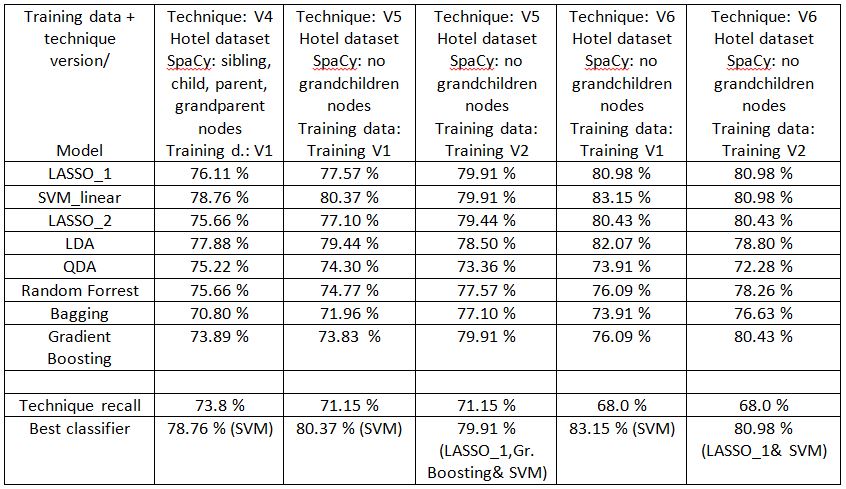 Training data + technique version/ Model | Technique: V4 Hotel dataset SpaCy: sibling, child, parent, grandparent nodes Training d.: V1 | Technique: V5 Hotel dataset SpaCy: no grandchildren nodes Training data: Training V1 | Technique: V5 Hotel dataset SpaCy: no grandchildren nodes Training data: Training V2 | Technique: V6 Hotel dataset SpaCy: no grandchildren nodes Training data: Training V1 | Technique: V6 Hotel dataset SpaCy: no grandchildren nodes Training data: Training V2
LASSO_1 | 76.11 % | 77.57 % | 79.91 % | 80.98 % | 80.98 %
SVM_linear | 78.76 % | 80.37 % | 79.91 % | 83.15 % | 80.98 %
LASSO_2 | 75.66 % | 77.10 % | 79.44 % | 80.43 % | 80.43 %
LDA | 77.88 % | 79.44 % | 78.50 % | 82.07 % | 78.80 %
QDA | 75.22 % | 74.30 % | 73.36 % | 73.91 % | 72.28 %
Random Forrest | 75.66 % | 74.77 % | 77.57 % | 76.09 % | 78.26 %
Bagging | 70.80 % | 71.96 % | 77.10 % | 73.91 % | 76.63 %
Gradient Boosting | 73.89 % | 73.83 % | 79.91 % | 76.09 % | 80.43 %
Technique recall | 73.8 % | 71.15 % | 71.15 % | 68.0 % | 68.0 %
Best classifier | 78.76 % (SVM) | 80.37 % (SVM) | 79.91 % (LASSO_1,Gr. Boosting& SVM) | 83.15 % (SVM) | 80.98 % (LASSO_1& SVM)